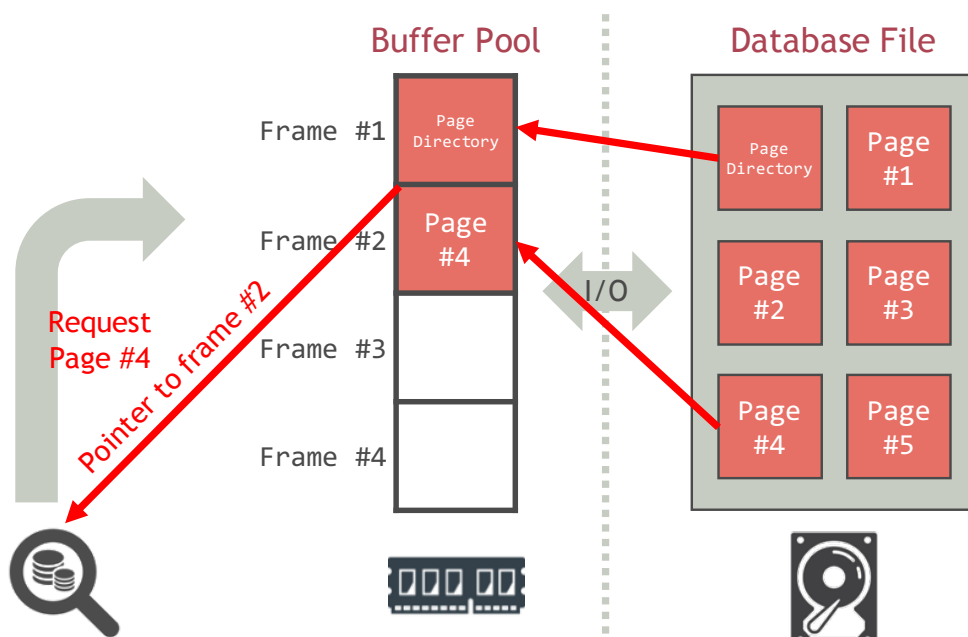 Buffer Pool
Database File
Frame #1
Page
Directory
Page
Directory
Page
#1
Frame #2
Page
#4
I/O
Page
#2
Page
#3
Request
Page #4
Pointer to frame #2
Frame #3
Frame #4
Page
#4
Page
#5